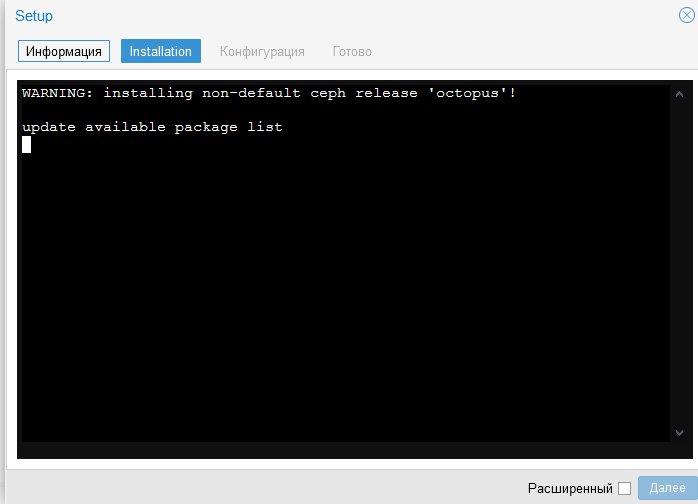 Setup
Информация Installation Конфигурация Готово
WARNING: installing non-default ceph release 'octopus'!
update available package list
Расширенный Далее